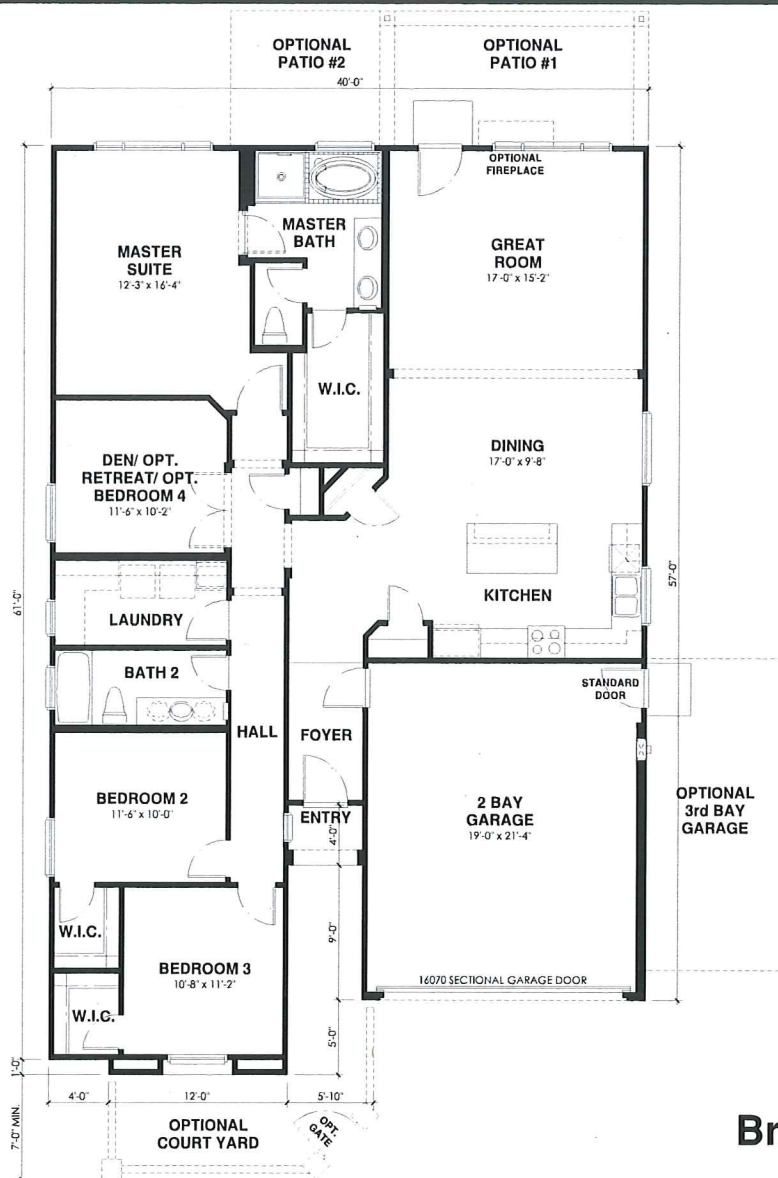 OPTIONAL
PATIO #2
OPTIONAL
PATIO #1
40'-0"
OPTIONAL
FIREPLACE
MASTER
SUITE
12'-3" x 16'-4"
MASTER
BATH
GREAT
ROOM
17'-0" x 15'-2"
W.I.C.
DINING
17'-0" x 9'-8"
DEN/ OPT.
RETREAT/ OPT.
BEDROOM 4
11'-6" x 10'-2"
61'-0"
57'-0"
KITCHEN
LAUNDRY
BATH 2
STANDARD
DOOR
HALL
FOYER
BEDROOM 2
11'-6" x 10'-0"
ENTRY
4'-0"
2 BAY
GARAGE
19'-0" x 21'-4"
OPTIONAL
3rd BAY
GARAGE
W.I.C.
9'-0"
BEDROOM 3
10'-8" x 11'-2"
16070 SECTIONAL GARAGE DOOR
W.I.C.
5'-0"
1'-0"
4'-0"
12'-0"
5'-10"
7'-0" MIN.
OPTIONAL
COURT YARD
OPT.
GATE
Br